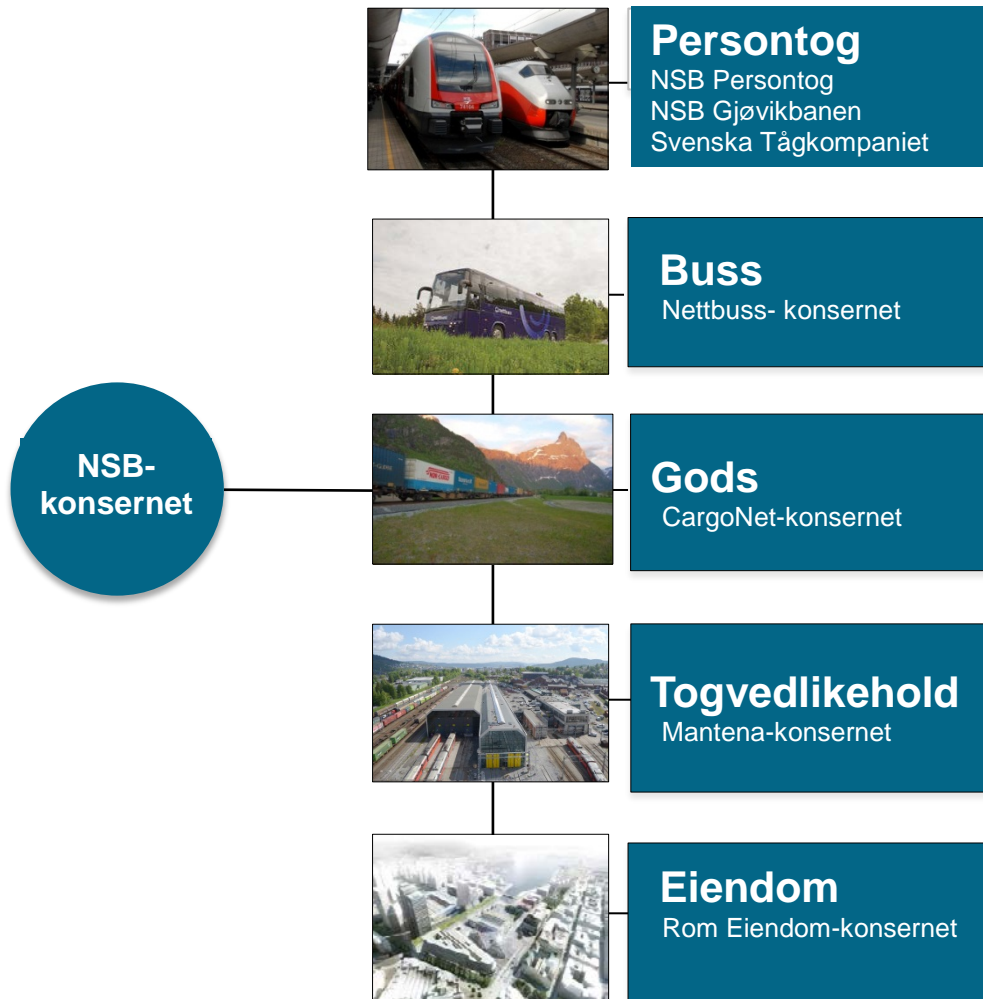 Persontog
NSB Persontog
NSB Gjøvikbanen
Svenska Tågkompaniet
Buss
Nettbuss- konsernet
NSB-
konsernet
Gods
CargoNet-konsernet
Togvedlikehold
Mantena-konsernet
Eiendom
Rom Eiendom-konsernet